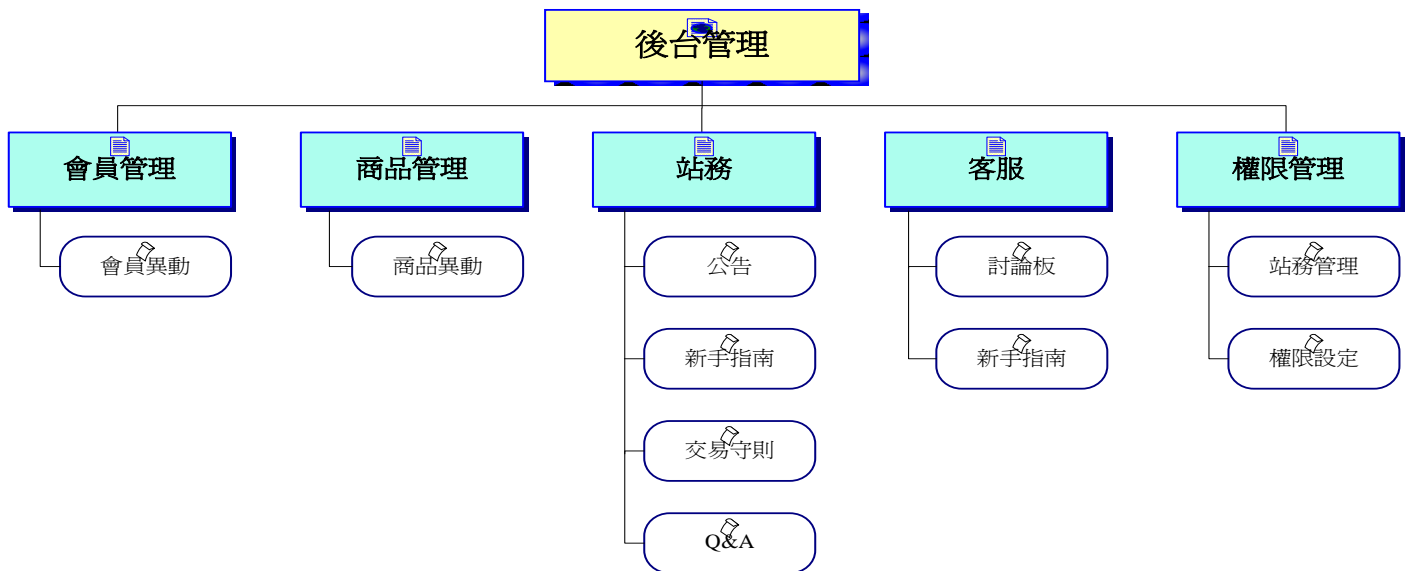 後台管理
會員管理
商品管理
站務
客服
權限管理
會員異動
商品異動
公告
討論板
站務管理
新手指南
新手指南
權限設定
交易守則
Q&A